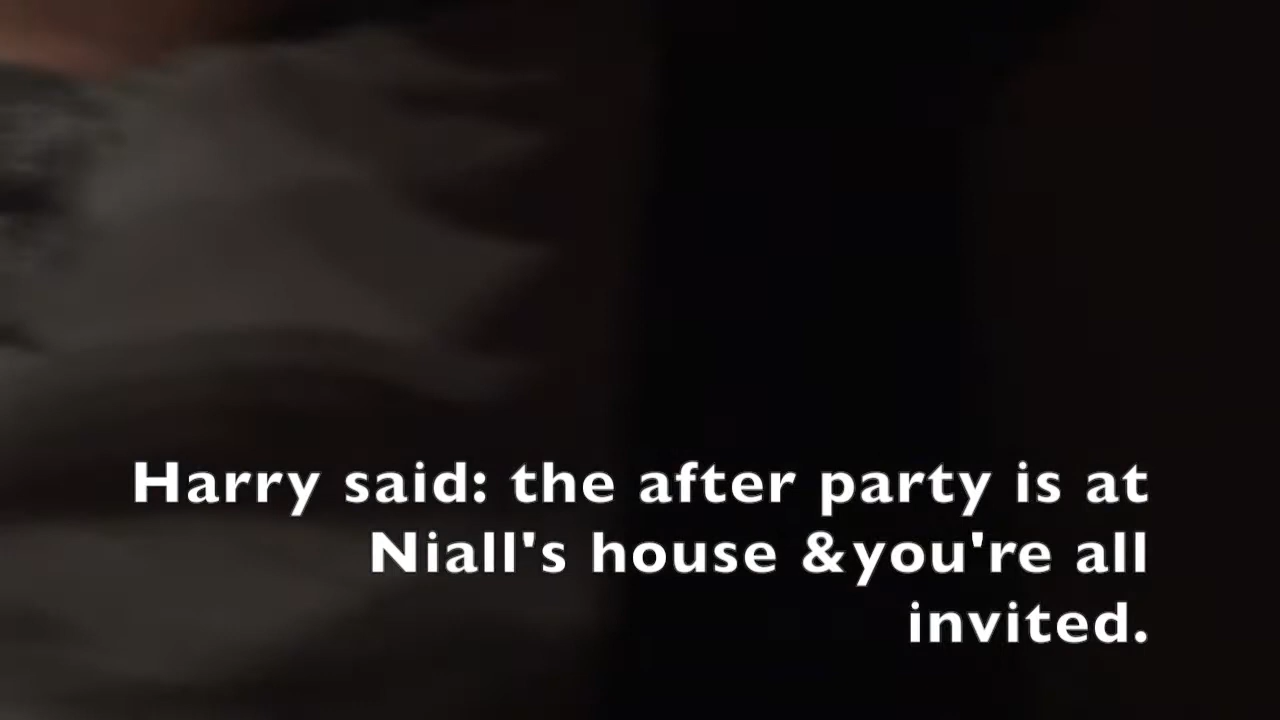 Harry said: the after party is at
Niall's house &you're all
invited.